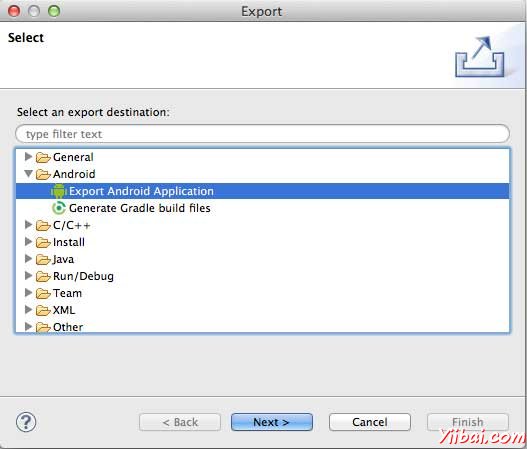 Export
Select
Select an export destination:
type filter text
General
Android
Export Android Application
Generate Gradle build files
C/C++
Install
Java
Run/Debug
Team
XML
Other
?
< Back
Next >
Cancel
Finish
Yiibai.com